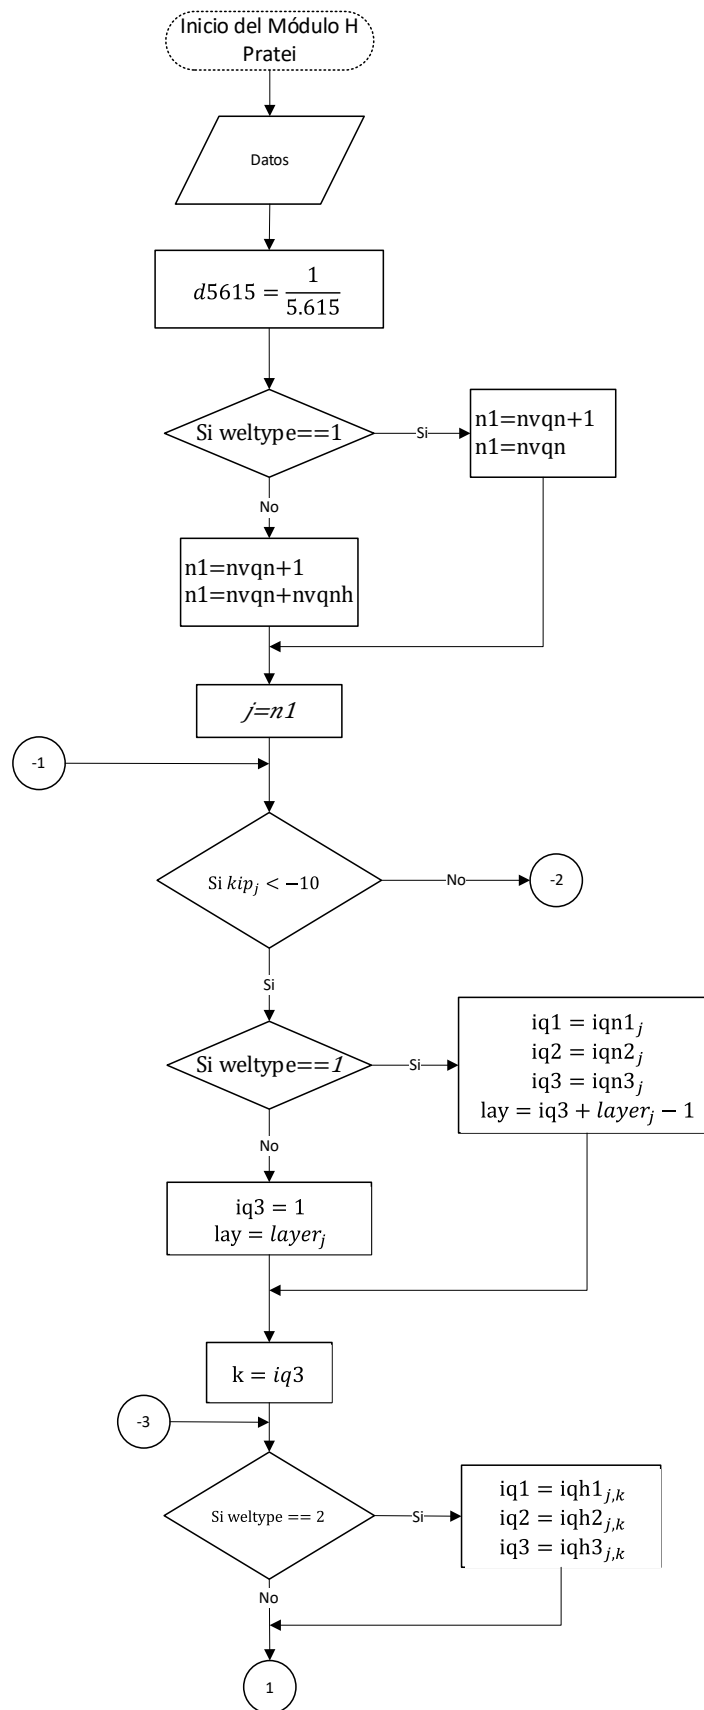 Inicio del Módulo H
Pratei
Datos
d5615 = 1/5.615
Si weltype==1
Si
n1=nvqn+1
n1=nvqn
No
n1=nvqn+1
n1=nvqn+nvqnh
j=n1
-1
Si kip_j < −10
No
-2
Si
Si weltype==1
Si
iq1 = iqn1_j
iq2 = iqn2_j
iq3 = iqn3_j
lay = iq3 + layer_j − 1
No
iq3 = 1
lay = layer_j
k = iq3
-3
Si weltype == 2
Si
iq1 = iqh1_j,k
iq2 = iqh2_j,k
iq3 = iqh3_j,k
No
1